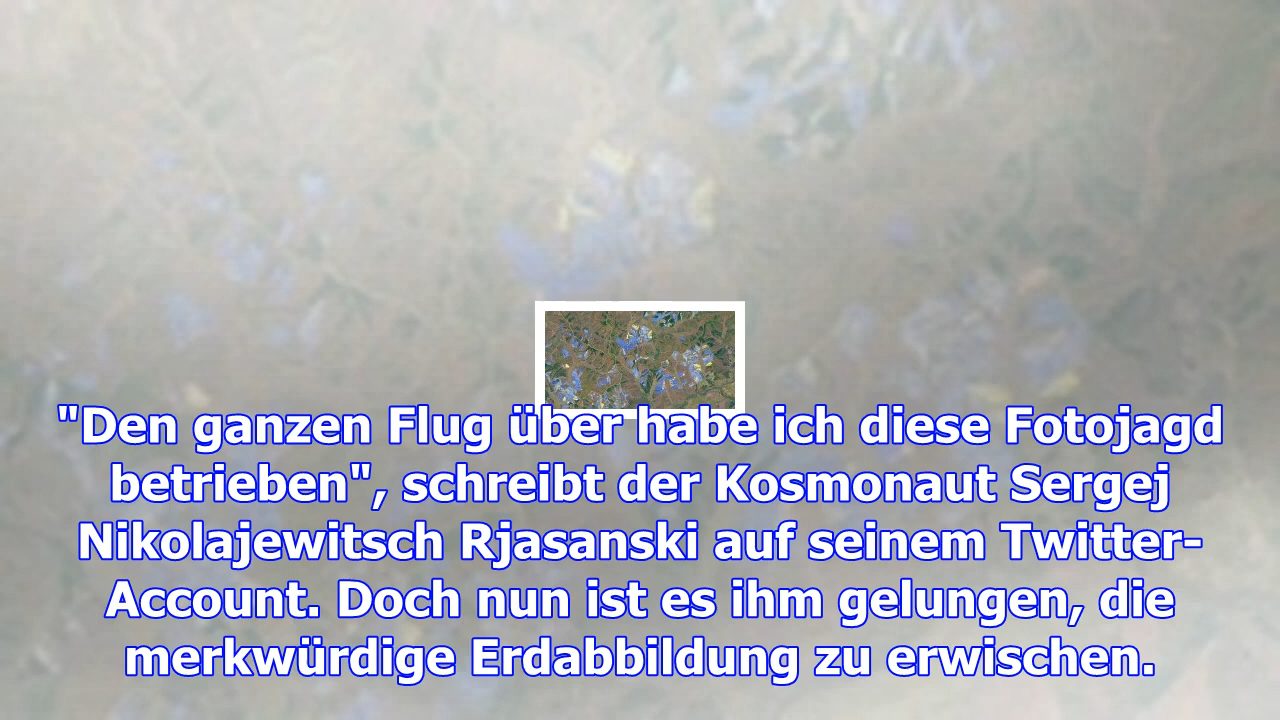 "Den ganzen Flug über habe ich diese Fotojagd
betrieben", schreibt der Kosmonaut Sergej
Nikolajewitsch Rjasanski auf seinem Twitter-
Account. Doch nun ist es ihm gelungen, die
merkwürdige Erdabbildung zu erwischen.